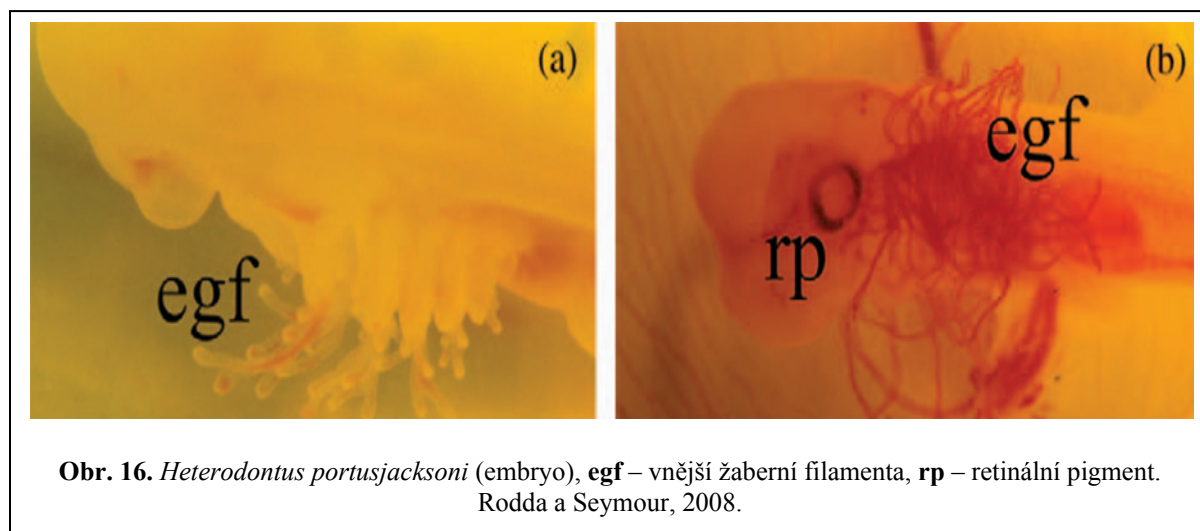 (a)
egf
(b)
egf
rp
Obr. 16. Heterodontus portusjacksoni (embryo), egf – vnější žaberní filamenta, rp – retinální pigment.
Rodda a Seymour, 2008.